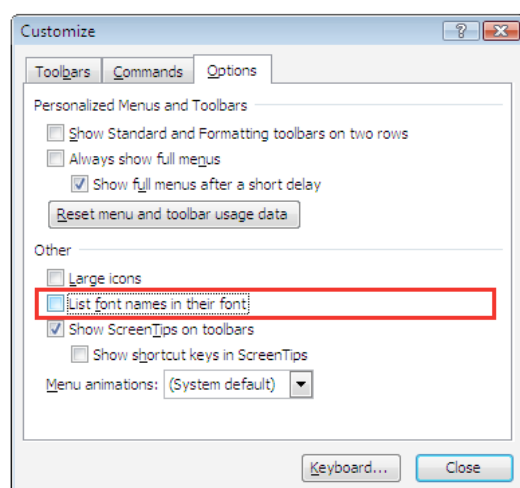 Customize
Toolbars Commands Options
Personalized Menus and Toolbars
Show Standard and Formatting toolbars on two rows
Always show full menus
Show full menus after a short delay
Reset menu and toolbar usage data
Other
Large icons
List font names in their font
Show ScreenTips on toolbars
Show shortcut keys in ScreenTips
Menu animations: (System default)
Keyboard... Close